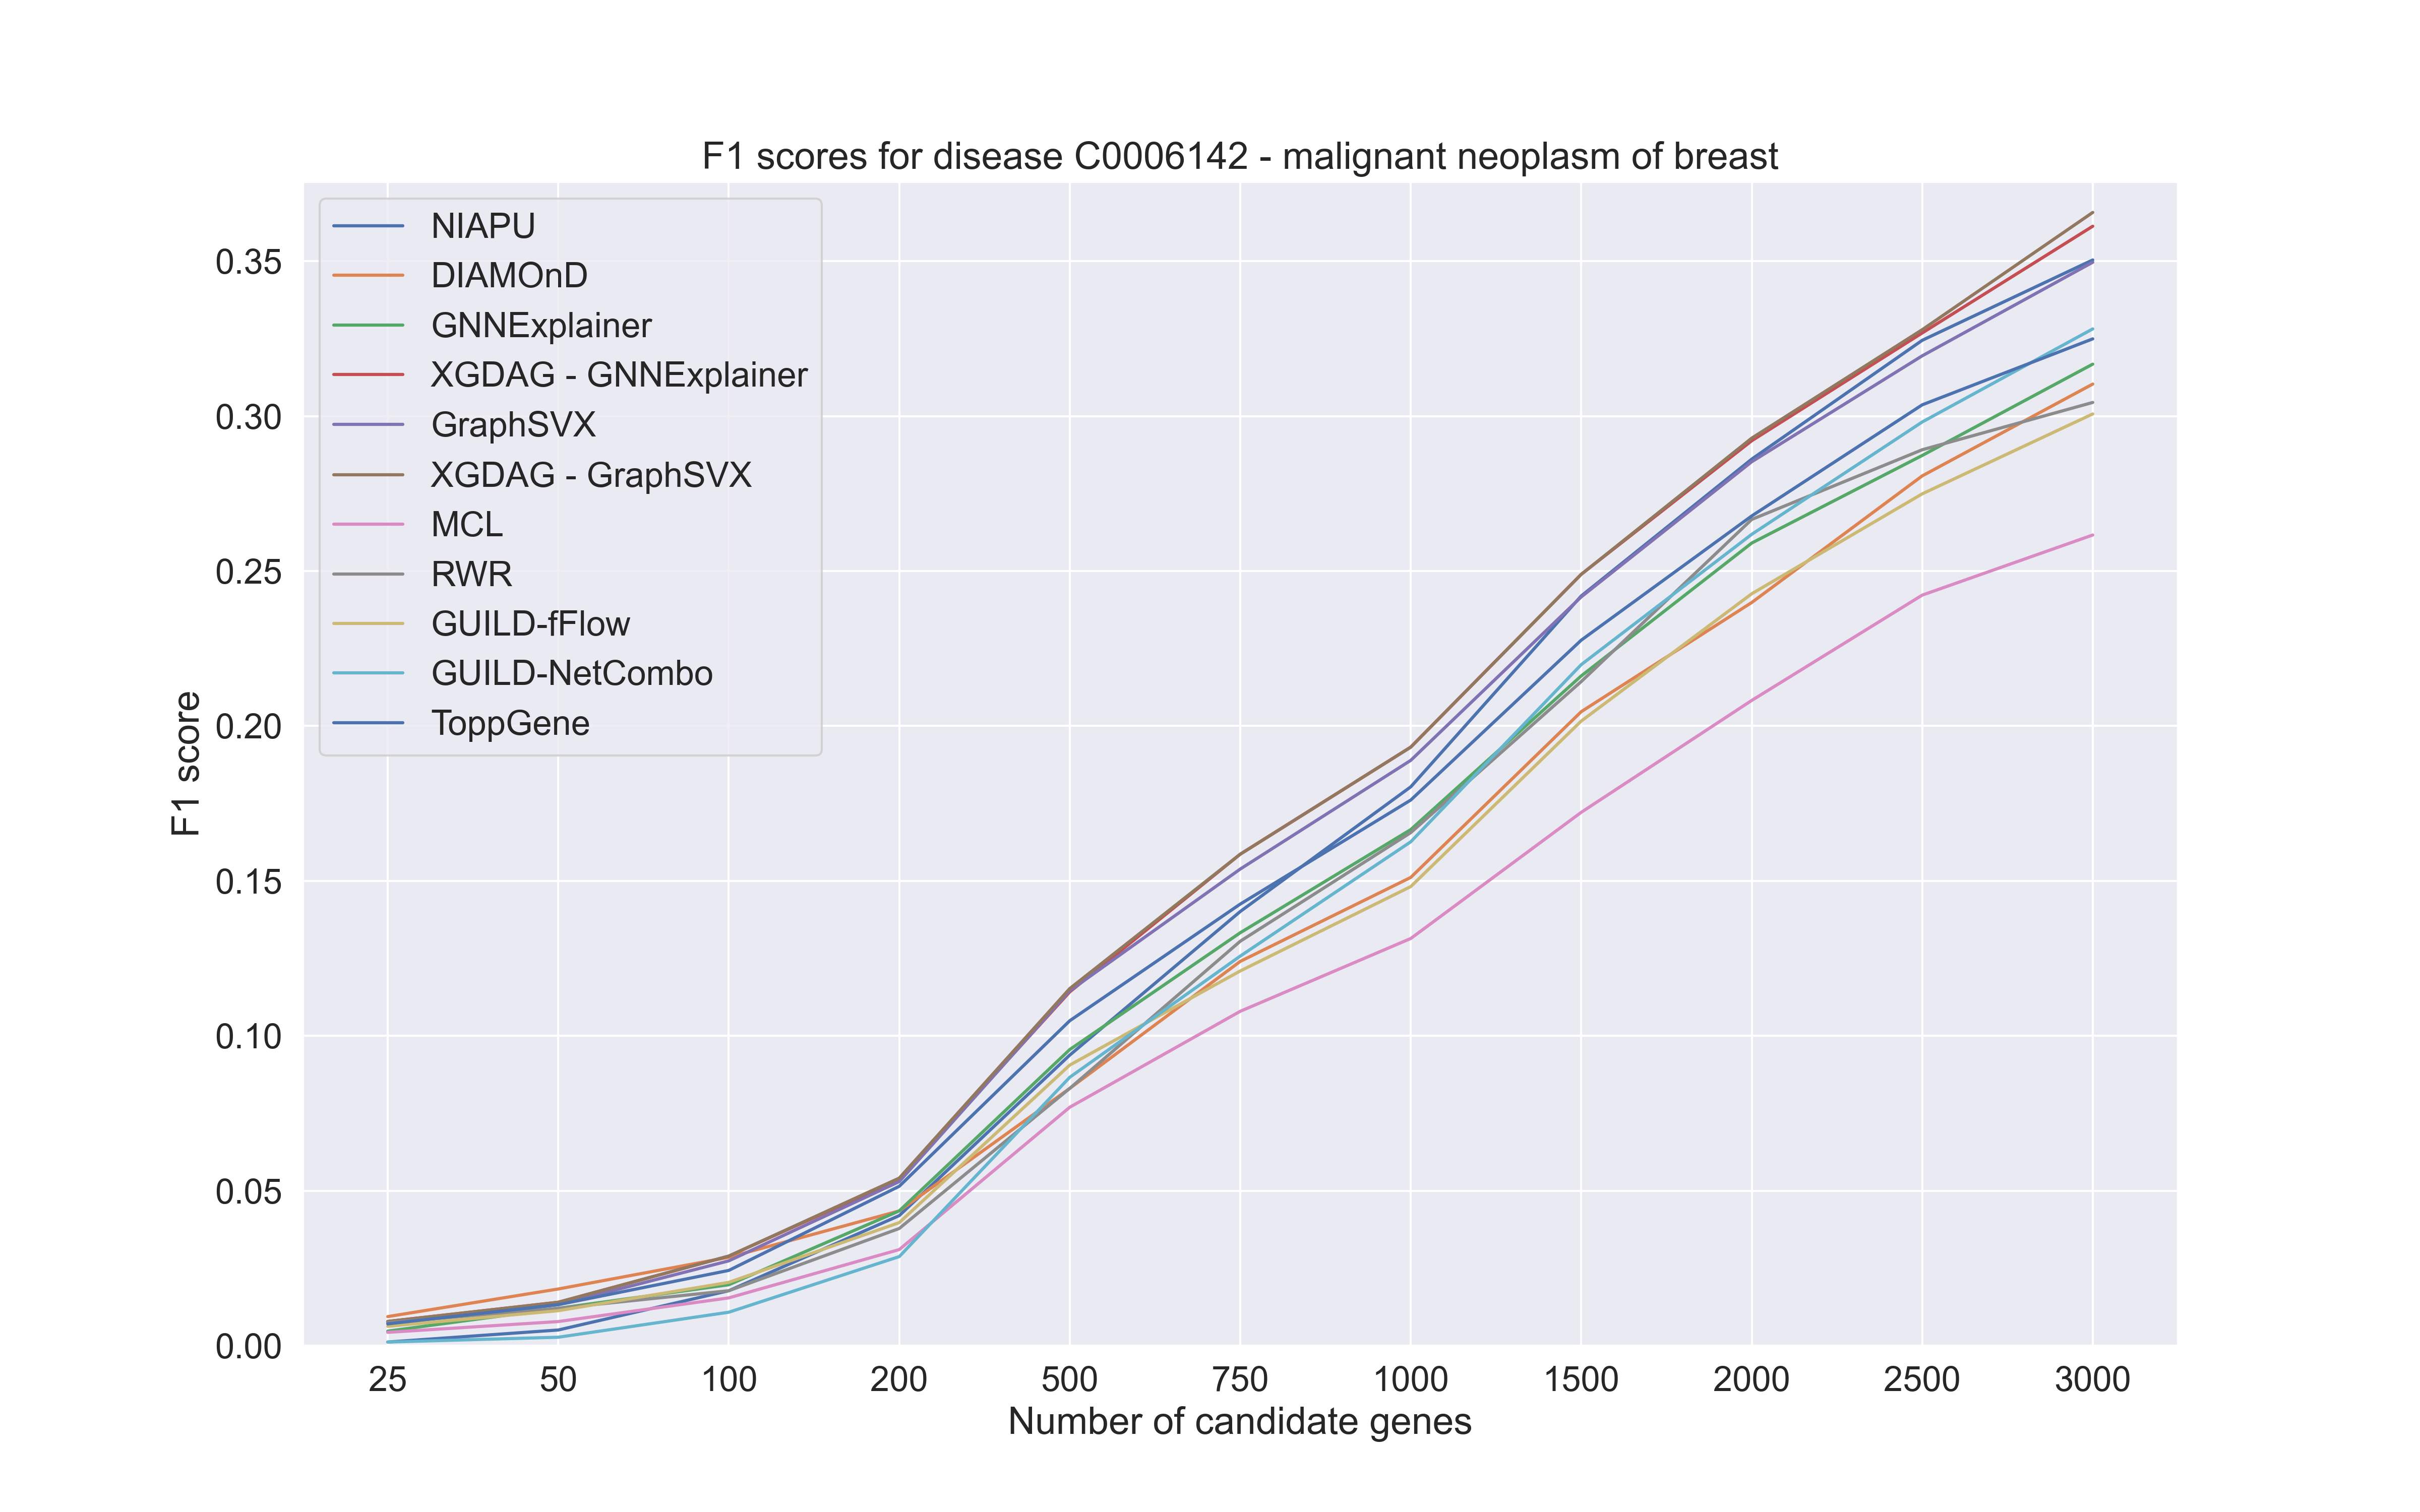 F1 scores for disease C0006142 - malignant neoplasm of breast
NIAPU
DIAMOnD
GNNExplainer
XGDAG - GNNExplainer
GraphSVX
XGDAG - GraphSVX
MCL
RWR
GUILD-fFlow
GUILD-NetCombo
ToppGene
F1 score
0.35
0.30
0.25
0.20
0.15
0.10
0.05
0.00
25 50 100 200 500 750 1000 1500 2000 2500 3000
Number of candidate genes